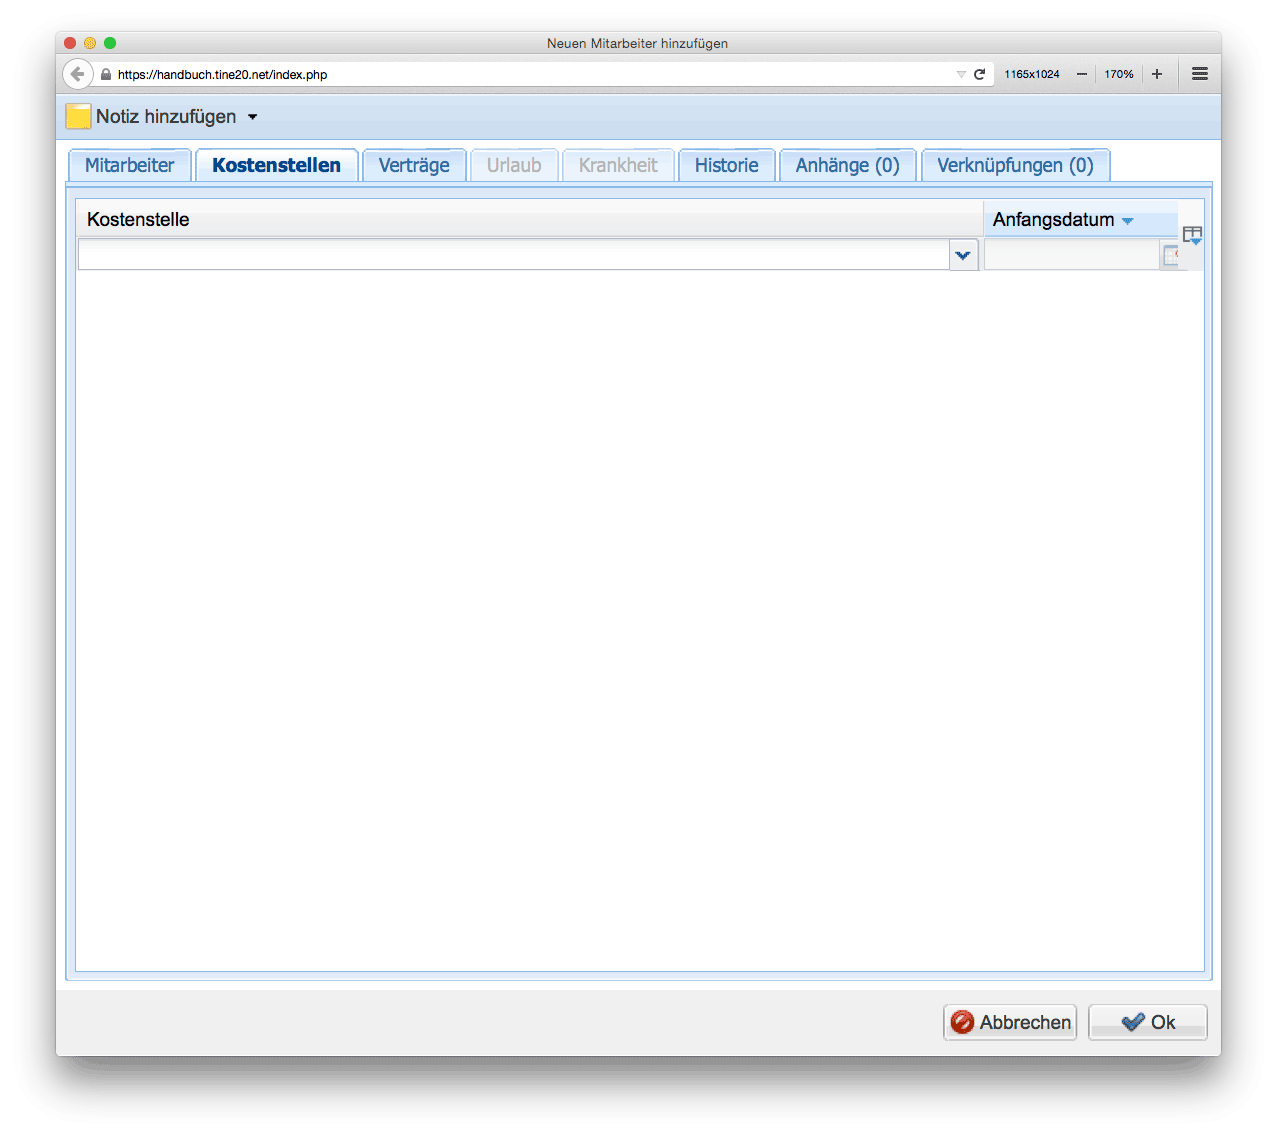 Neuen Mitarbeiter hinzufügen
https://handbuch.tine20.net/index.php 1165x1024 170%
Notiz hinzufügen
Mitarbeiter Kostenstellen Verträge Urlaub Krankheit Historie Anhänge (0) Verknüpfungen (0)
Kostenstelle Anfangsdatum
Abbrechen Ok